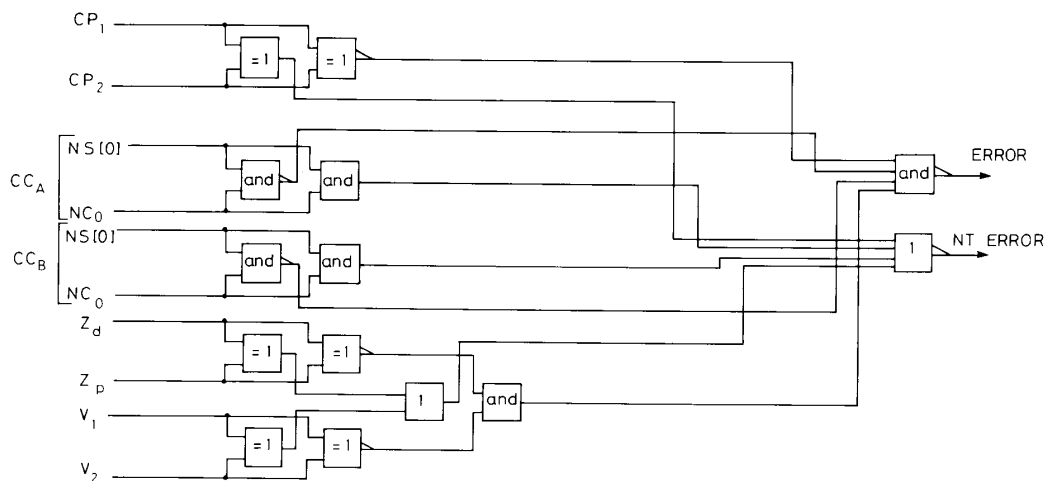 CP1
= 1
= 1
CP2
NS[0]
and
and
CCA
NC0
and
ERROR
NS[0]
and
and
CCB
NC0
1
NT ERROR
Zd
= 1
= 1
Zp
1
and
V1
= 1
= 1
V2